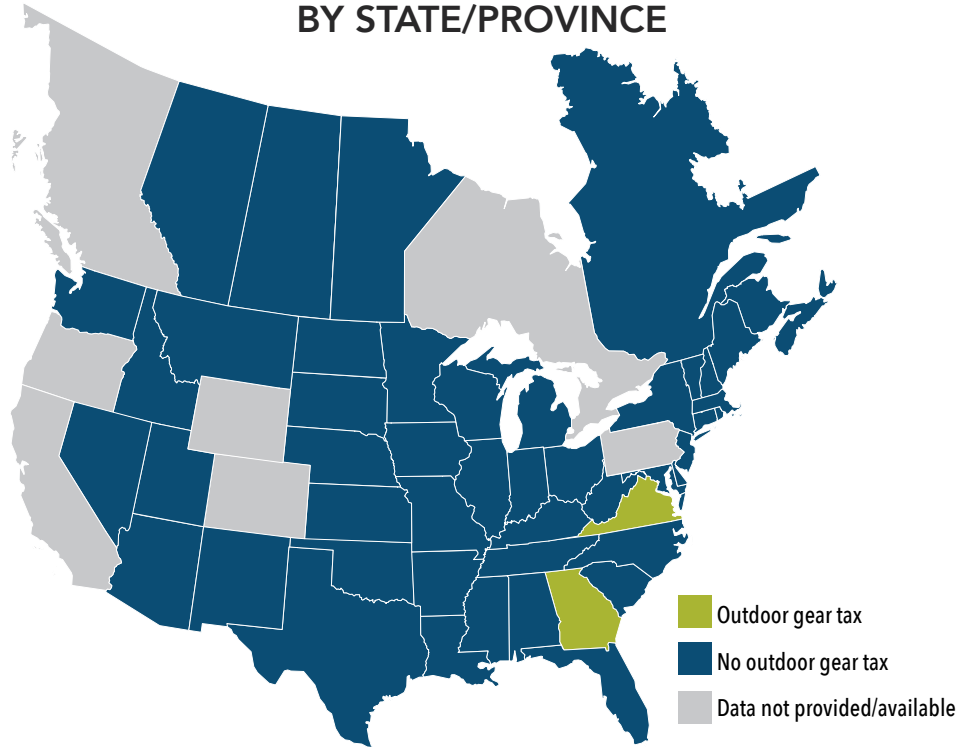 BY STATE/PROVINCE
Outdoor gear tax
No outdoor gear tax
Data not provided/available